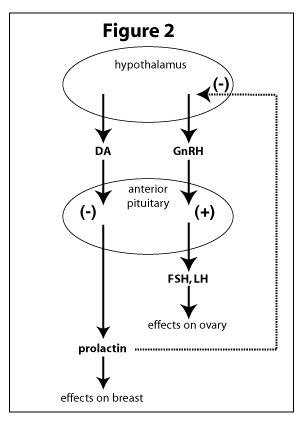 Figure 2
hypothalamus
(-)
DA
GnRH
anterior
pituitary
(-)
(+)
FSH, LH
effects on ovary
prolactin
effects on breast